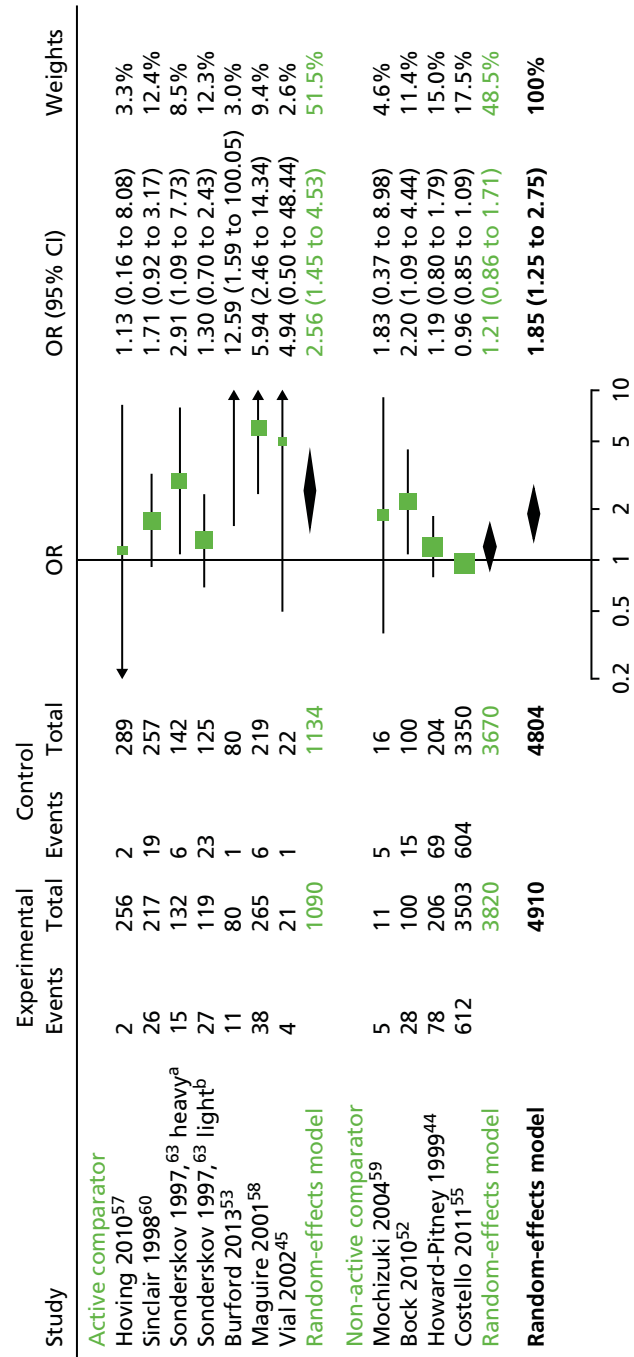 Experimental Control
Study Events Total Events Total OR OR (95% CI) Weights
Active comparator
Hoving 2010⁵⁷ 2 256 2 289 1.13 (0.16 to 8.08) 3.3%
Sinclair 1998⁶⁰ 26 217 19 257 1.71 (0.92 to 3.17) 12.4%
Sonderskov 1997,⁶³ heavyᵃ 15 132 6 142 2.91 (1.09 to 7.73) 8.5%
Sonderskov 1997,⁶³ lightᵇ 27 119 23 125 1.30 (0.70 to 2.43) 12.3%
Burford 2013⁵³ 11 80 1 80 12.59 (1.59 to 100.05) 3.0%
Maguire 2001⁵⁸ 38 265 6 219 5.94 (2.46 to 14.34) 9.4%
Vial 2002⁴⁵ 4 21 1 22 4.94 (0.50 to 48.44) 2.6%
Random-effects model 1090 1134 2.56 (1.45 to 4.53) 51.5%
Non-active comparator
Mochizuki 2004⁵⁹ 5 11 5 16 1.83 (0.37 to 8.98) 4.6%
Bock 2010⁵² 28 100 15 100 2.20 (1.09 to 4.44) 11.4%
Howard-Pitney 1999⁴⁴ 78 206 69 204 1.19 (0.80 to 1.79) 15.0%
Costello 2011⁵⁵ 612 3503 604 3350 0.96 (0.85 to 1.09) 17.5%
Random-effects model 3820 3670 1.21 (0.86 to 1.71) 48.5%
Random-effects model 4910 4804 1.85 (1.25 to 2.75) 100%
0.2 0.5 1 2 5 10